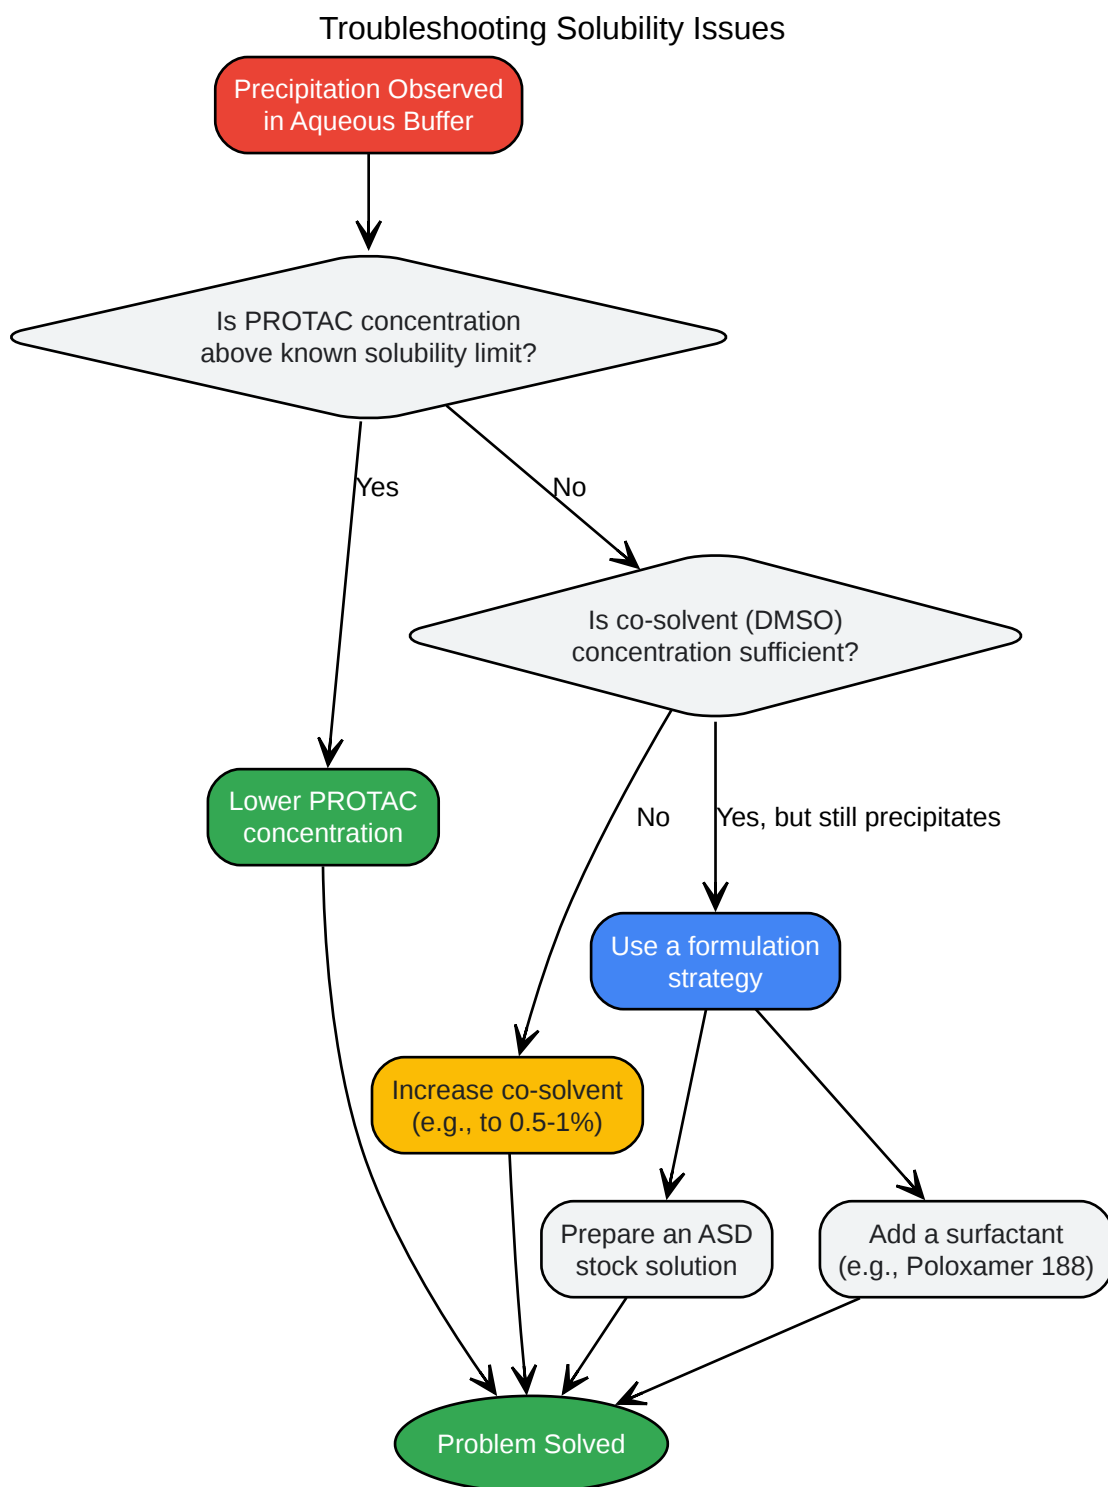 Troubleshooting Solubility Issues
Precipitation Observed
in Aqueous Buffer
Is PROTAC concentration
above known solubility limit?
Yes
No
Is co-solvent (DMSO)
concentration sufficient?
Lower PROTAC
concentration
No
Yes, but still precipitates
Use a formulation
strategy
Increase co-solvent
(e.g., to 0.5-1%)
Prepare an ASD
stock solution
Add a surfactant
(e.g., Poloxamer 188)
Problem Solved